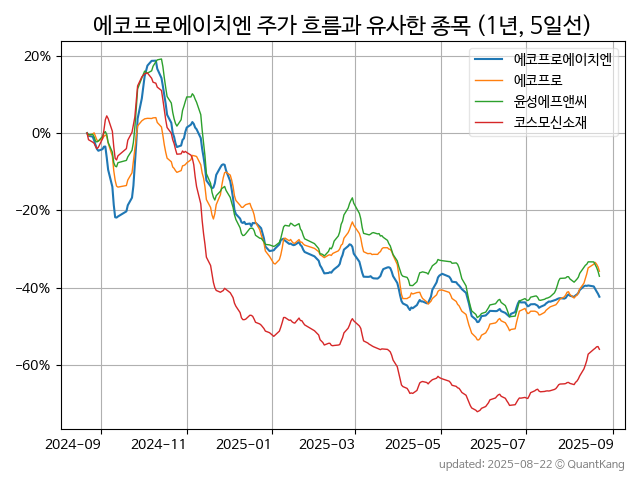 에코프로에이치엔 주가 흐름과 유사한 종목 (1년, 5일선)
에코프로에이치엔
에코프로
윤성에프앤씨
코스모신소재
20%
0%
−20%
−40%
−60%
2024-09 2024-11 2025-01 2025-03 2025-05 2025-07 2025-09
updated: 2025-08-22 © QuantKang